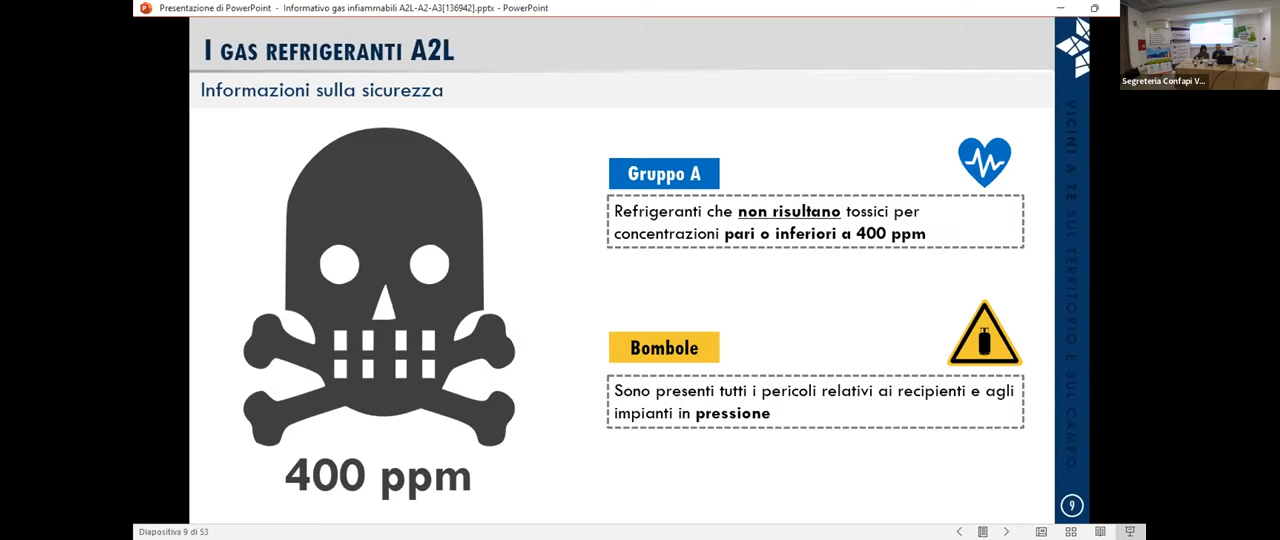 Presentazione di PowerPoint - Informativo gas infiammabili A2L-A2-A3[136942].pptx - PowerPoint
Segreteria Confapi V...
I GAS REFRIGERANTI A2L
Informazioni sulla sicurezza
Gruppo A
Refrigeranti che non risultano tossici per
concentrazioni pari o inferiori a 400 ppm
Bombole
Sono presenti tutti i pericoli relativi ai recipienti e agli
impianti in pressione
400 ppm
VICINI A TE SUL TERRITORIO E SUL CAMPO
9
Diapositiva 9 di 53